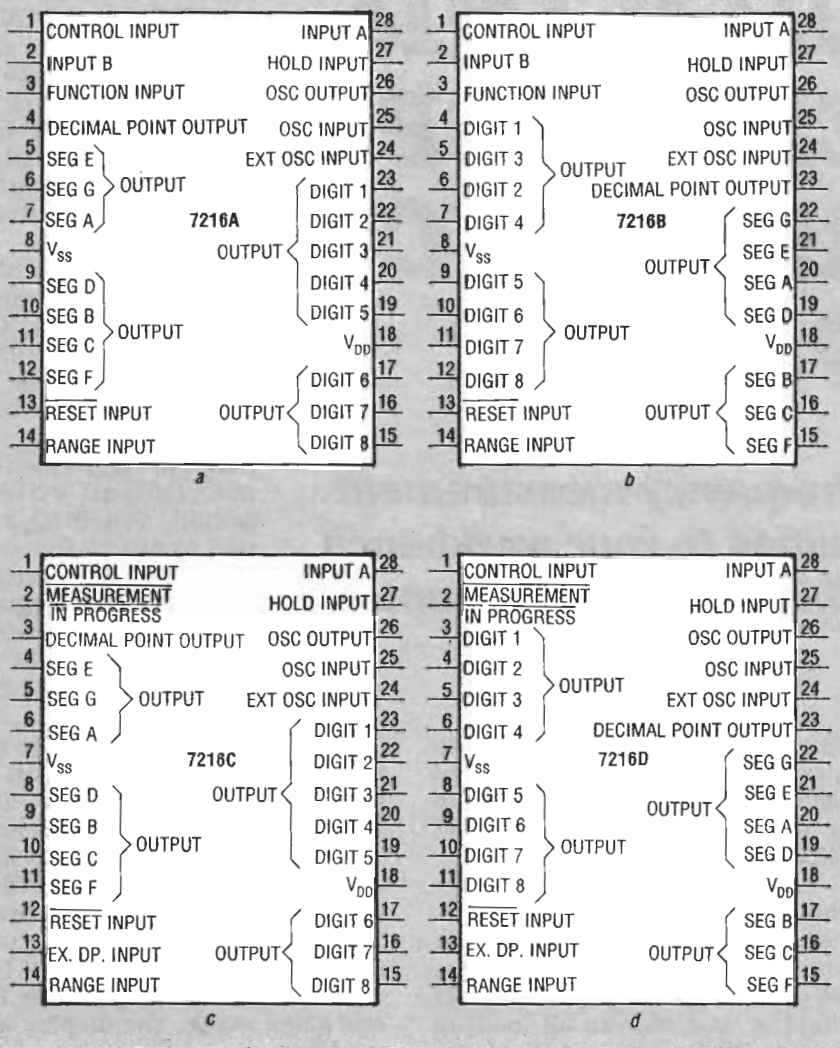 1 CONTROL INPUT INPUT A 28
2 INPUT B HOLD INPUT 27
3 FUNCTION INPUT OSC OUTPUT 26
4 DECIMAL POINT OUTPUT OSC INPUT 25
5 SEG E EXT OSC INPUT 24
6 SEG G OUTPUT DIGIT 1 23
7 SEG A 7216A DIGIT 2 22
8 VSS OUTPUT DIGIT 3 21
9 SEG D DIGIT 4 20
10 SEG B DIGIT 5 19
11 SEG C OUTPUT VDD 18
12 SEG F DIGIT 6 17
13 RESET INPUT OUTPUT DIGIT 7 16
14 RANGE INPUT DIGIT 8 15
a
1 CONTROL INPUT INPUT A 28
2 INPUT B HOLD INPUT 27
3 FUNCTION INPUT OSC OUTPUT 26
4 DIGIT 1 OSC INPUT 25
5 DIGIT 3 OUTPUT EXT OSC INPUT 24
6 DIGIT 2 DECIMAL POINT OUTPUT 23
7 DIGIT 4 7216B SEG G 22
8 VSS SEG E 21
9 DIGIT 5 OUTPUT SEG A 20
10 DIGIT 6 SEG D 19
11 DIGIT 7 OUTPUT VDD 18
12 DIGIT 8 SEG B 17
13 RESET INPUT OUTPUT SEG C 16
14 RANGE INPUT SEG F 15
b
1 CONTROL INPUT INPUT A 28
2 MEASUREMENT IN PROGRESS HOLD INPUT 27
3 DECIMAL POINT OUTPUT OSC OUTPUT 26
4 SEG E OSC INPUT 25
5 SEG G OUTPUT EXT OSC INPUT 24
6 SEG A DIGIT 1 23
7 VSS 7216C DIGIT 2 22
8 SEG D OUTPUT DIGIT 3 21
9 SEG B DIGIT 4 20
10 SEG C OUTPUT DIGIT 5 19
11 SEG F VDD 18
12 RESET INPUT DIGIT 6 17
13 EX. DP. INPUT OUTPUT DIGIT 7 16
14 RANGE INPUT DIGIT 8 15
c
1 CONTROL INPUT INPUT A 28
2 MEASUREMENT IN PROGRESS HOLD INPUT 27
3 DIGIT 1 OSC OUTPUT 26
4 DIGIT 2 OUTPUT OSC INPUT 25
5 DIGIT 3 EXT OSC INPUT 24
6 DIGIT 4 DECIMAL POINT OUTPUT 23
7 VSS 7216D SEG G 22
8 DIGIT 5 SEG E 21
9 DIGIT 6 OUTPUT SEG A 20
10 DIGIT 7 OUTPUT SEG D 19
11 DIGIT 8 VDD 18
12 RESET INPUT SEG B 17
13 EX. DP. INPUT OUTPUT SEG C 16
14 RANGE INPUT SEG F 15
d